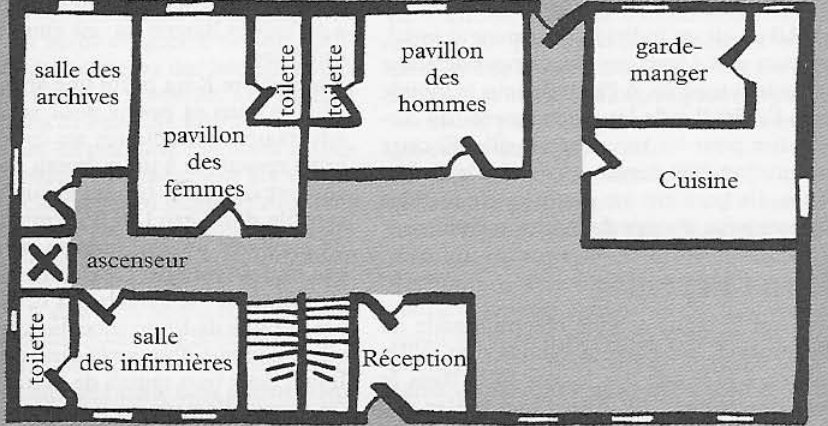 salle des
archives
toilette
toilette
pavillon
des
hommes
garde-
manger
pavillon
des
femmes
Cuisine
ascenseur
toilette
salle
des infirmières
Réception